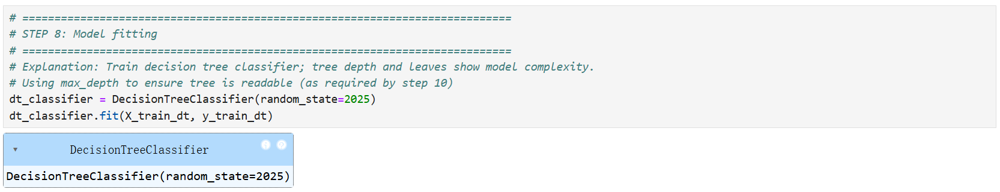 # ============================================================================
# STEP 8: Model fitting
# ============================================================================
# Explanation: Train decision tree classifier; tree depth and leaves show model complexity.
# Using max_depth to ensure tree is readable (as required by step 10)
dt_classifier = DecisionTreeClassifier(random_state=2025)
dt_classifier.fit(X_train_dt, y_train_dt)
▾ DecisionTreeClassifier i ?
DecisionTreeClassifier(random_state=2025)